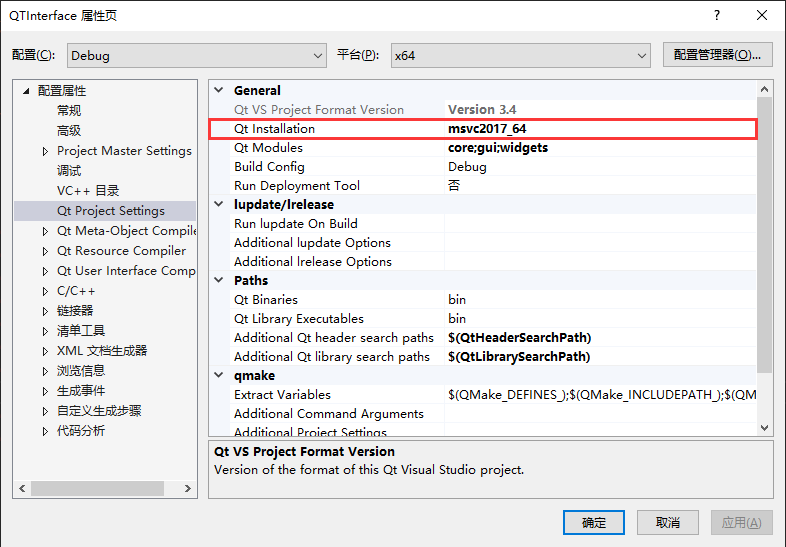 QTInterface 属性页
配置(C): Debug 平台(P): x64 配置管理器(O)...
配置属性
常规
高级
Project Master Settings
调试
VC++ 目录
Qt Project Settings
Qt Meta-Object Compile
Qt Resource Compiler
Qt User Interface Comp
C/C++
链接器
清单工具
XML 文档生成器
浏览信息
生成事件
自定义生成步骤
代码分析
General
Qt VS Project Format Version Version 3.4
Qt Installation msvc2017_64
Qt Modules core;gui;widgets
Build Config Debug
Run Deployment Tool 否
lupdate/lrelease
Run lupdate On Build
Additional lupdate Options
Additional lrelease Options
Paths
Qt Binaries bin
Qt Library Executables bin
Additional Qt header search paths $(QtHeaderSearchPath)
Additional Qt library search paths $(QtLibrarySearchPath)
qmake
Extract Variables $(QMake_DEFINES_);$(QMake_INCLUDEPATH_);$(QM
Additional Command Arguments
Additional Project Settings
Qt VS Project Format Version
Version of the format of this Qt Visual Studio project.
确定 取消 应用(A)